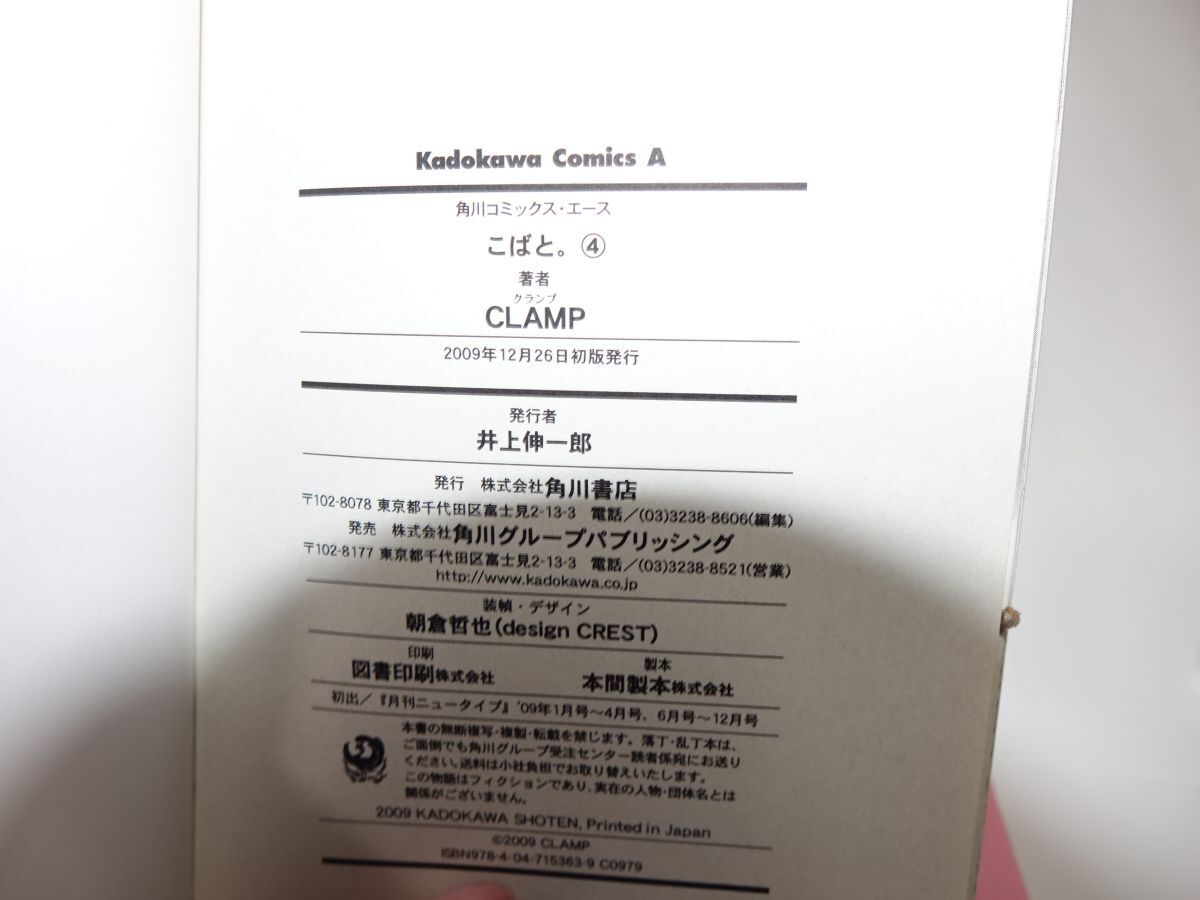 Kadokawa Comics A
角川コミックス・エース
こばと。④
著者
クランプ
CLAMP
2009年12月26日初版発行
発行者
井上伸一郎
発行 株式会社角川書店
〒102-8078 東京都千代田区富士見2-13-3 電話/(03)3238-8606(編集)
発売 株式会社角川グループパブリッシング
〒102-8177 東京都千代田区富士見2-13-3 電話/(03)3238-8521(営業)
http://www.kadokawa.co.jp
装幀・デザイン
朝倉哲也(design CREST)
印刷
図書印刷株式会社
製本
本間製本株式会社
初出/『月刊ニュータイプ』'09年1月号〜4月号、6月号〜12月号
本書の無断複写・複製・転載を禁じます。落丁・乱丁本は、
ご面倒でも角川グループ受注センター読者係宛にお送り
ください。送料は小社負担でお取り替えいたします。
この物語はフィクションであり、実在の人物・団体名とは
関係がございません。
2009 KADOKAWA SHOTEN, Printed in Japan
©2009 CLAMP
ISBN978-4-04-715363-9 C0979